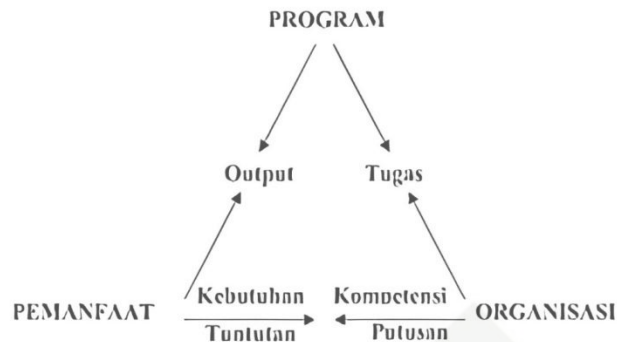 PROGRAM
Output Tugas
Kebutuhan Kompetensi
PEMANFAAT ORGANISASI
Tuntutan Putusan